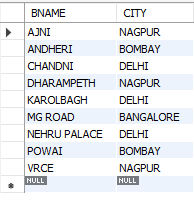 BNAME CITY
AJNI NAGPUR
ANDHERI BOMBAY
CHANDNI DELHI
DHARAMPETH NAGPUR
KAROLBAGH DELHI
MG ROAD BANGALORE
NEHRU PALACE DELHI
POWAI BOMBAY
VRCE NAGPUR
NULL NULL